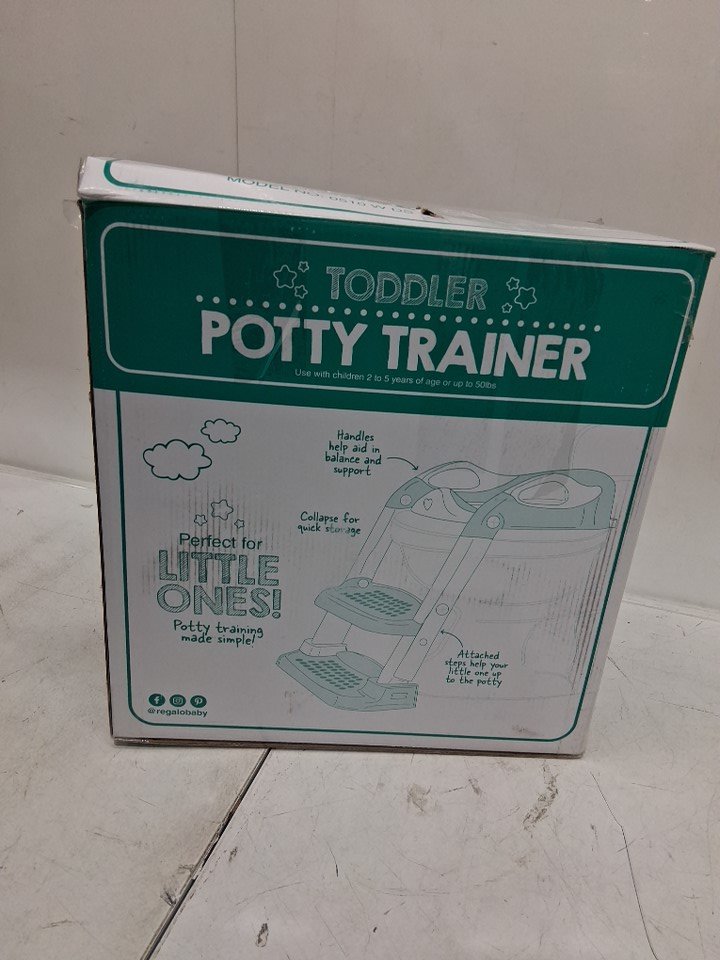 MODEL NO.
TODDLER
POTTY TRAINER
Use with children 2 to 5 years of age or up to 50lbs
Handles
help aid in
balance and
support
Collapse for
quick storage
Perfect for
LITTLE
ONES!
Potty training
made simple!
Attached
steps help your
little one up
to the potty
@regalobaby